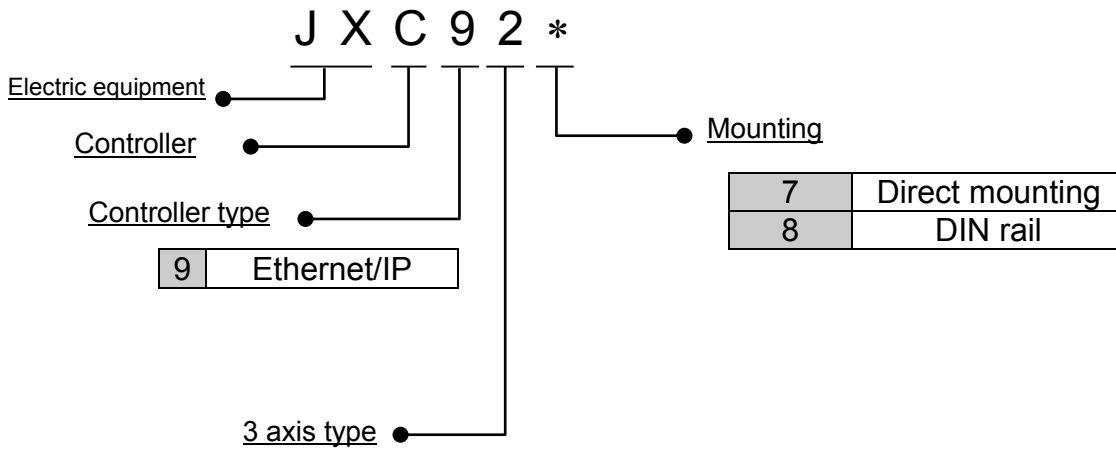 J X C 9 2 *
Electric equipment
Controller
Mounting
7 Direct mounting
8 DIN rail
Controller type
9 Ethernet/IP
3 axis type